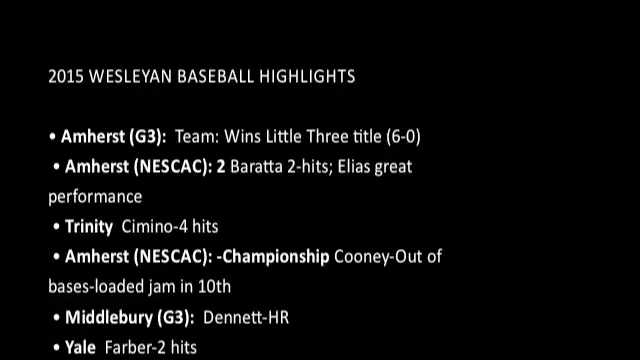 2015 WESLEYAN BASEBALL HIGHLIGHTS
• Amherst (G3):  Team: Wins Little Three title (6-0)
• Amherst (NESCAC): 2 Baratta 2-hits; Elias great
performance
• Trinity  Cimino-4 hits
• Amherst (NESCAC): -Championship Cooney-Out of
bases-loaded jam in 10th
• Middlebury (G3):  Dennett-HR
• Yale  Farber-2 hits